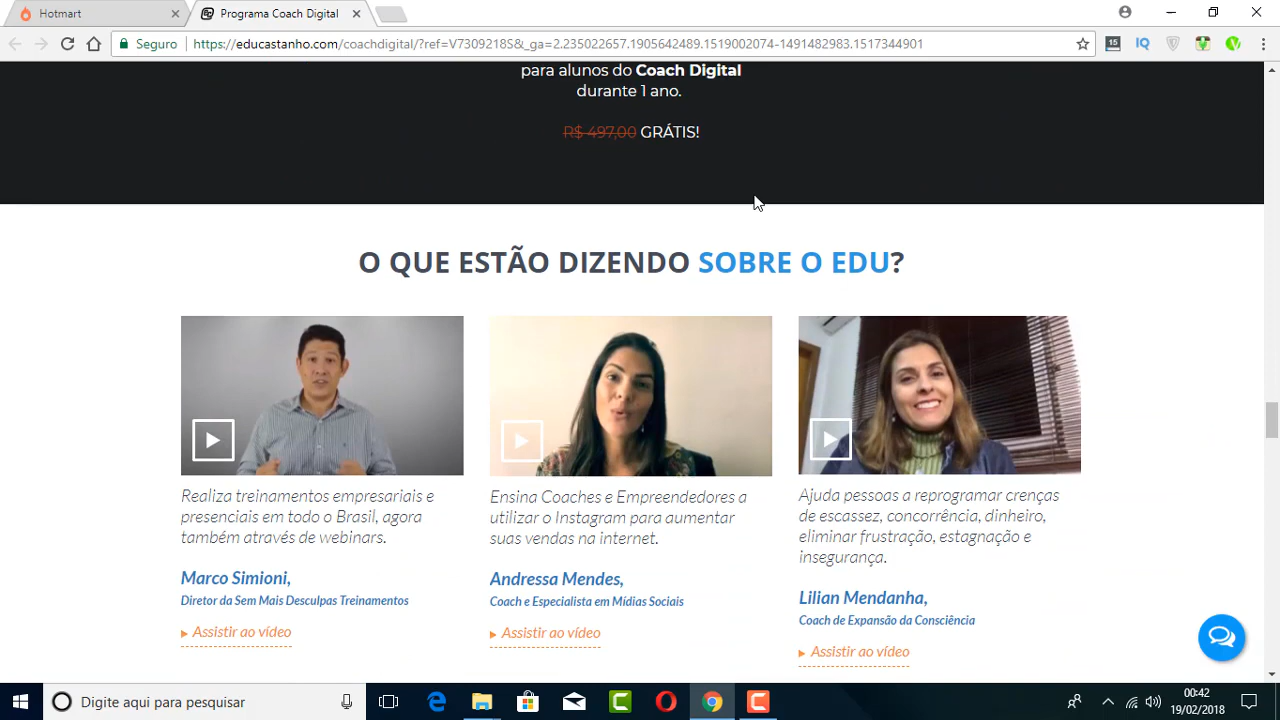 Hotmart
Programa Coach Digital
Seguro
https://educastanho.com/coachdigital/?ref=V7309218S&_ga=2.235022657.1905642489.1519002074-1491482983.1517344901
15
IQ
para alunos do Coach Digital
durante 1 ano.
R$ 497,00 GRÁTIS!
O QUE ESTÃO DIZENDO SOBRE O EDU?
Realiza treinamentos empresariais e
presenciais em todo o Brasil, agora
também através de webinars.
Marco Simioni,
Diretor da Sem Mais Desculpas Treinamentos
Assistir ao vídeo
Ensina Coaches e Empreendedores a
utilizar o Instagram para aumentar
suas vendas na internet.
Andressa Mendes,
Coach e Especialista em Mídias Sociais
Assistir ao vídeo
Ajuda pessoas a reprogramar crenças
de escassez, concorrência, dinheiro,
eliminar frustração, estagnação e
insegurança.
Lilian Mendanha,
Coach de Expansão da Consciência
Assistir ao vídeo
Digite aqui para pesquisar
00:42
19/02/2018